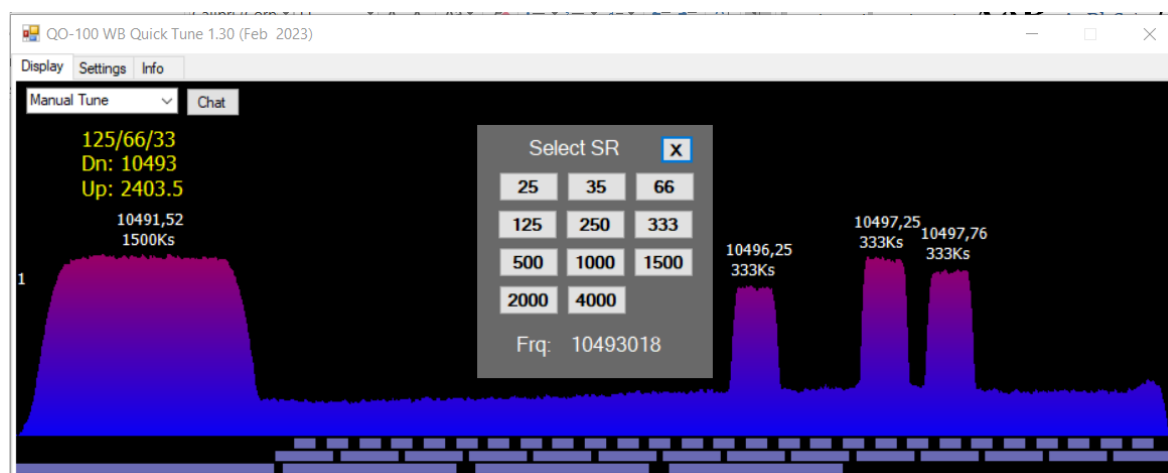 QO-100 WB Quick Tune 1.30 (Feb 2023)
Display Settings Info
Manual Tune Chat
125/66/33
Dn: 10493
Up: 2403.5
10491,52
1500Ks
1
Select SR X
25 35 66
125 250 333
500 1000 1500
2000 4000
Frq: 10493018
10496,25
333Ks
10497,25
333Ks
10497,76
333Ks